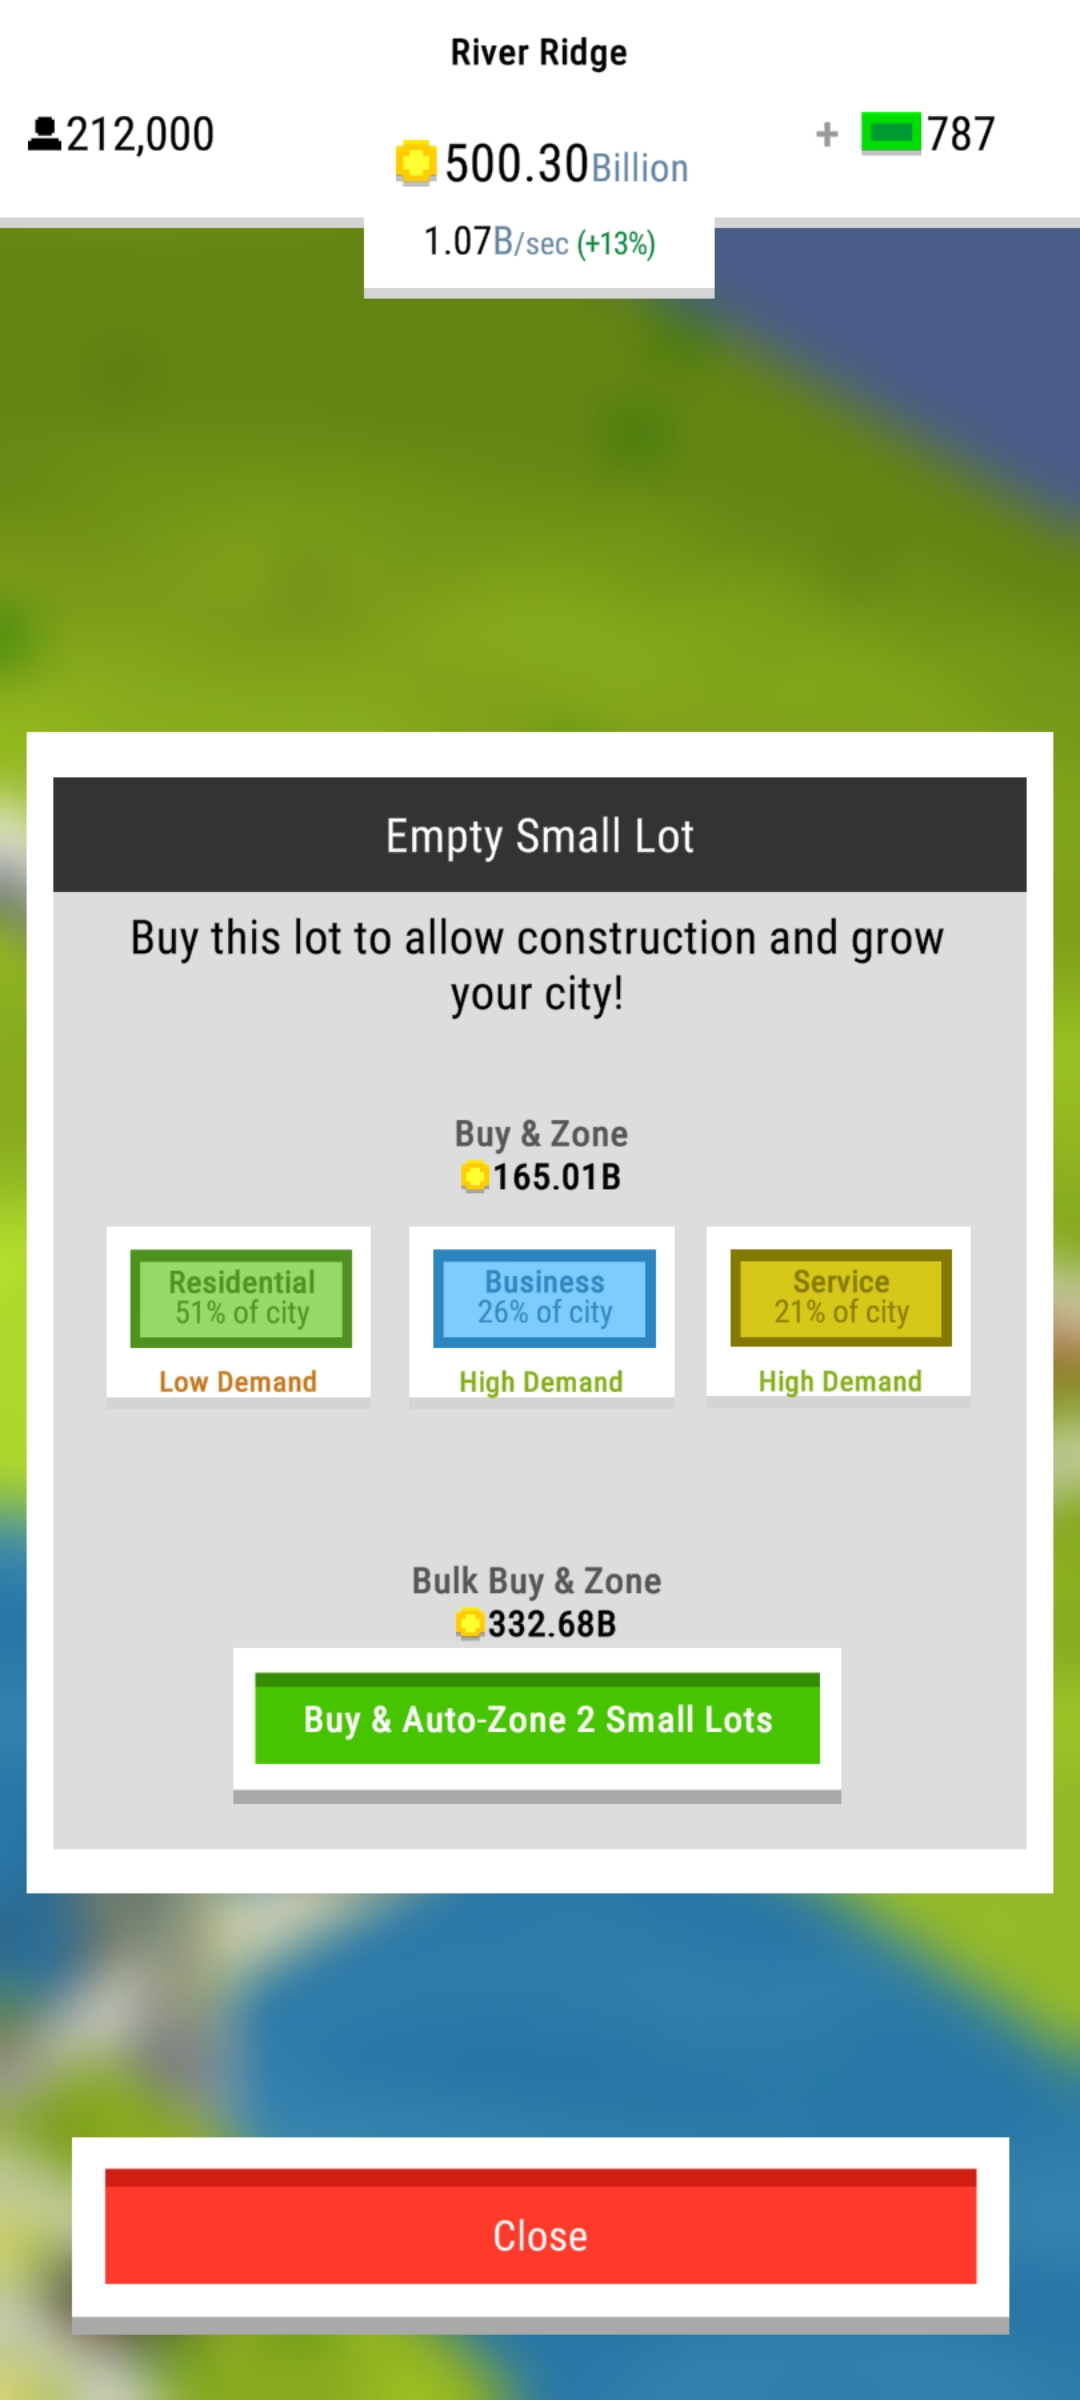 River Ridge
212,000
500.30Billion
+ 787
1.07B/sec (+13%)
Empty Small Lot
Buy this lot to allow construction and grow
your city!
Buy & Zone
165.01B
Residential
51% of city
Low Demand
Business
26% of city
High Demand
Service
21% of city
High Demand
Bulk Buy & Zone
332.68B
Buy & Auto-Zone 2 Small Lots
Close